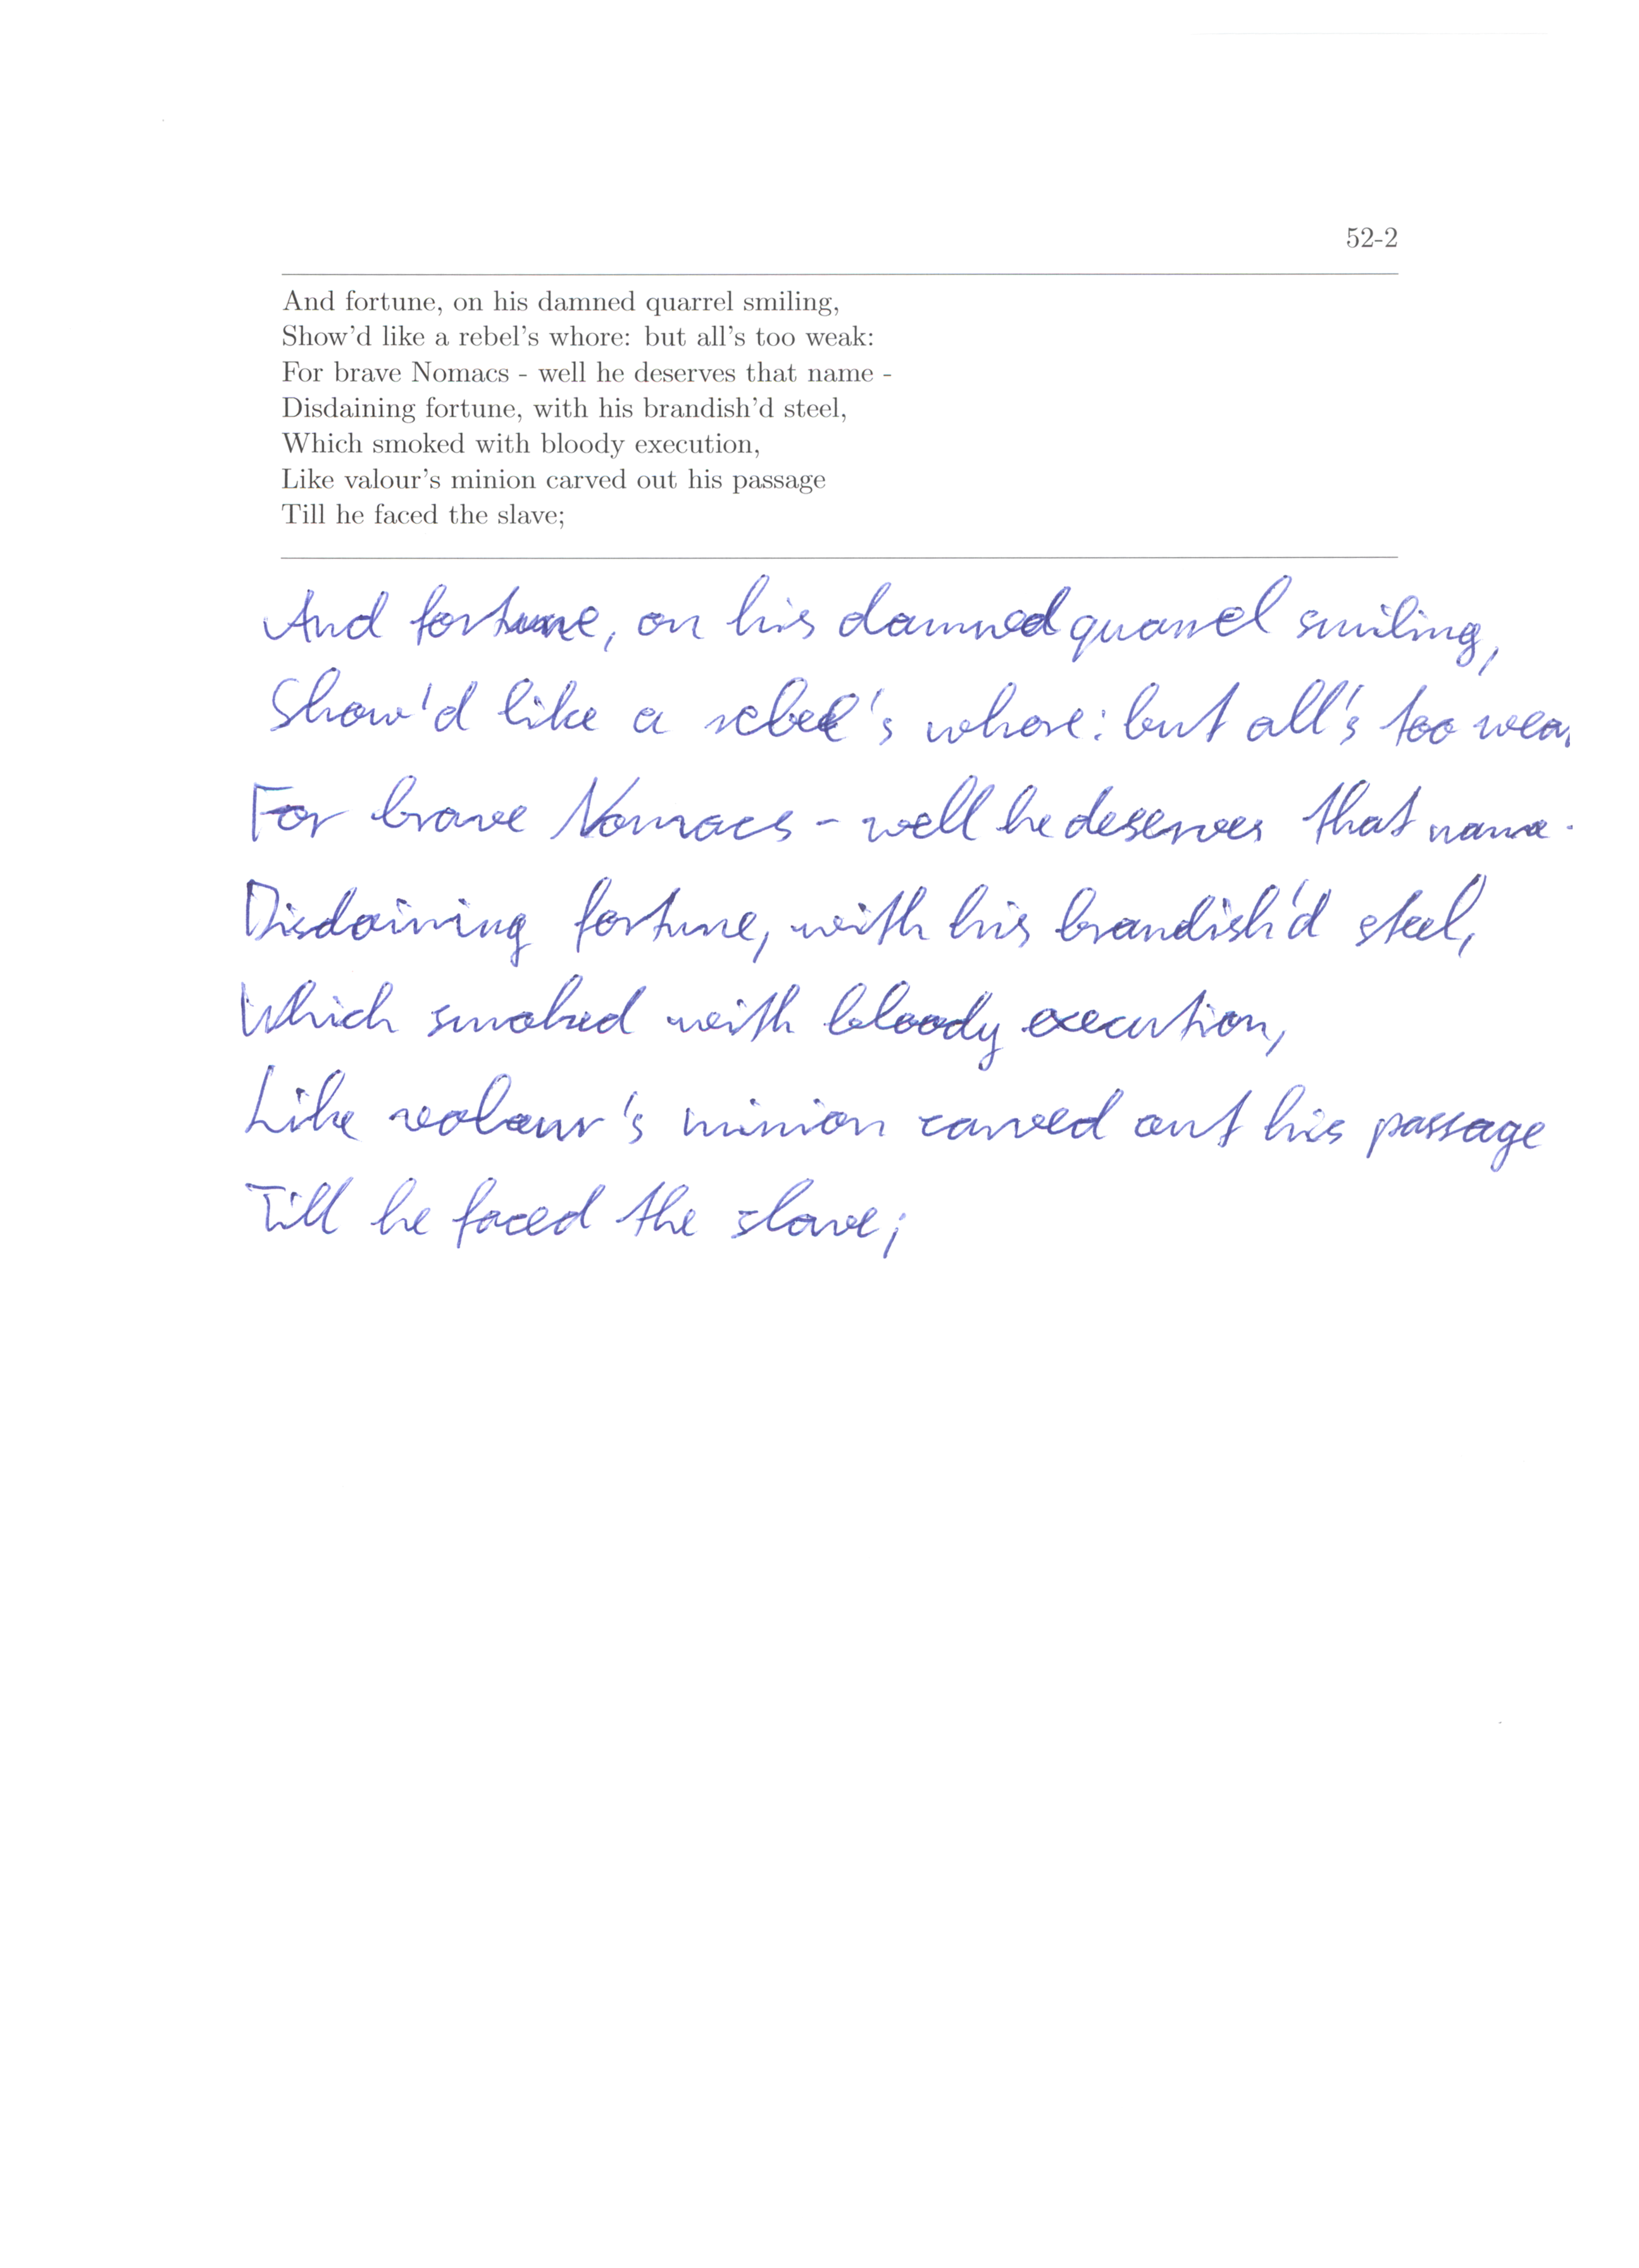 52-2
And fortune, on his damned quarrel smiling,
Show'd like a rebel's whore: but all's too weak:
For brave Nomacs - well he deserves that name -
Disdaining fortune, with his brandish'd steel,
Which smoked with bloody execution,
Like valour's minion carved out his passage
Till he faced the slave;
And fortune, on his damned quarrel smiling,
Show'd like a rebel's whore: but all's too
For brave Nomacs - well he deserves that name -
Disdaining fortune, with his brandish'd steel,
Which smoked with bloody execution,
Like valour's minion carved out his passage
Till he faced the slave;